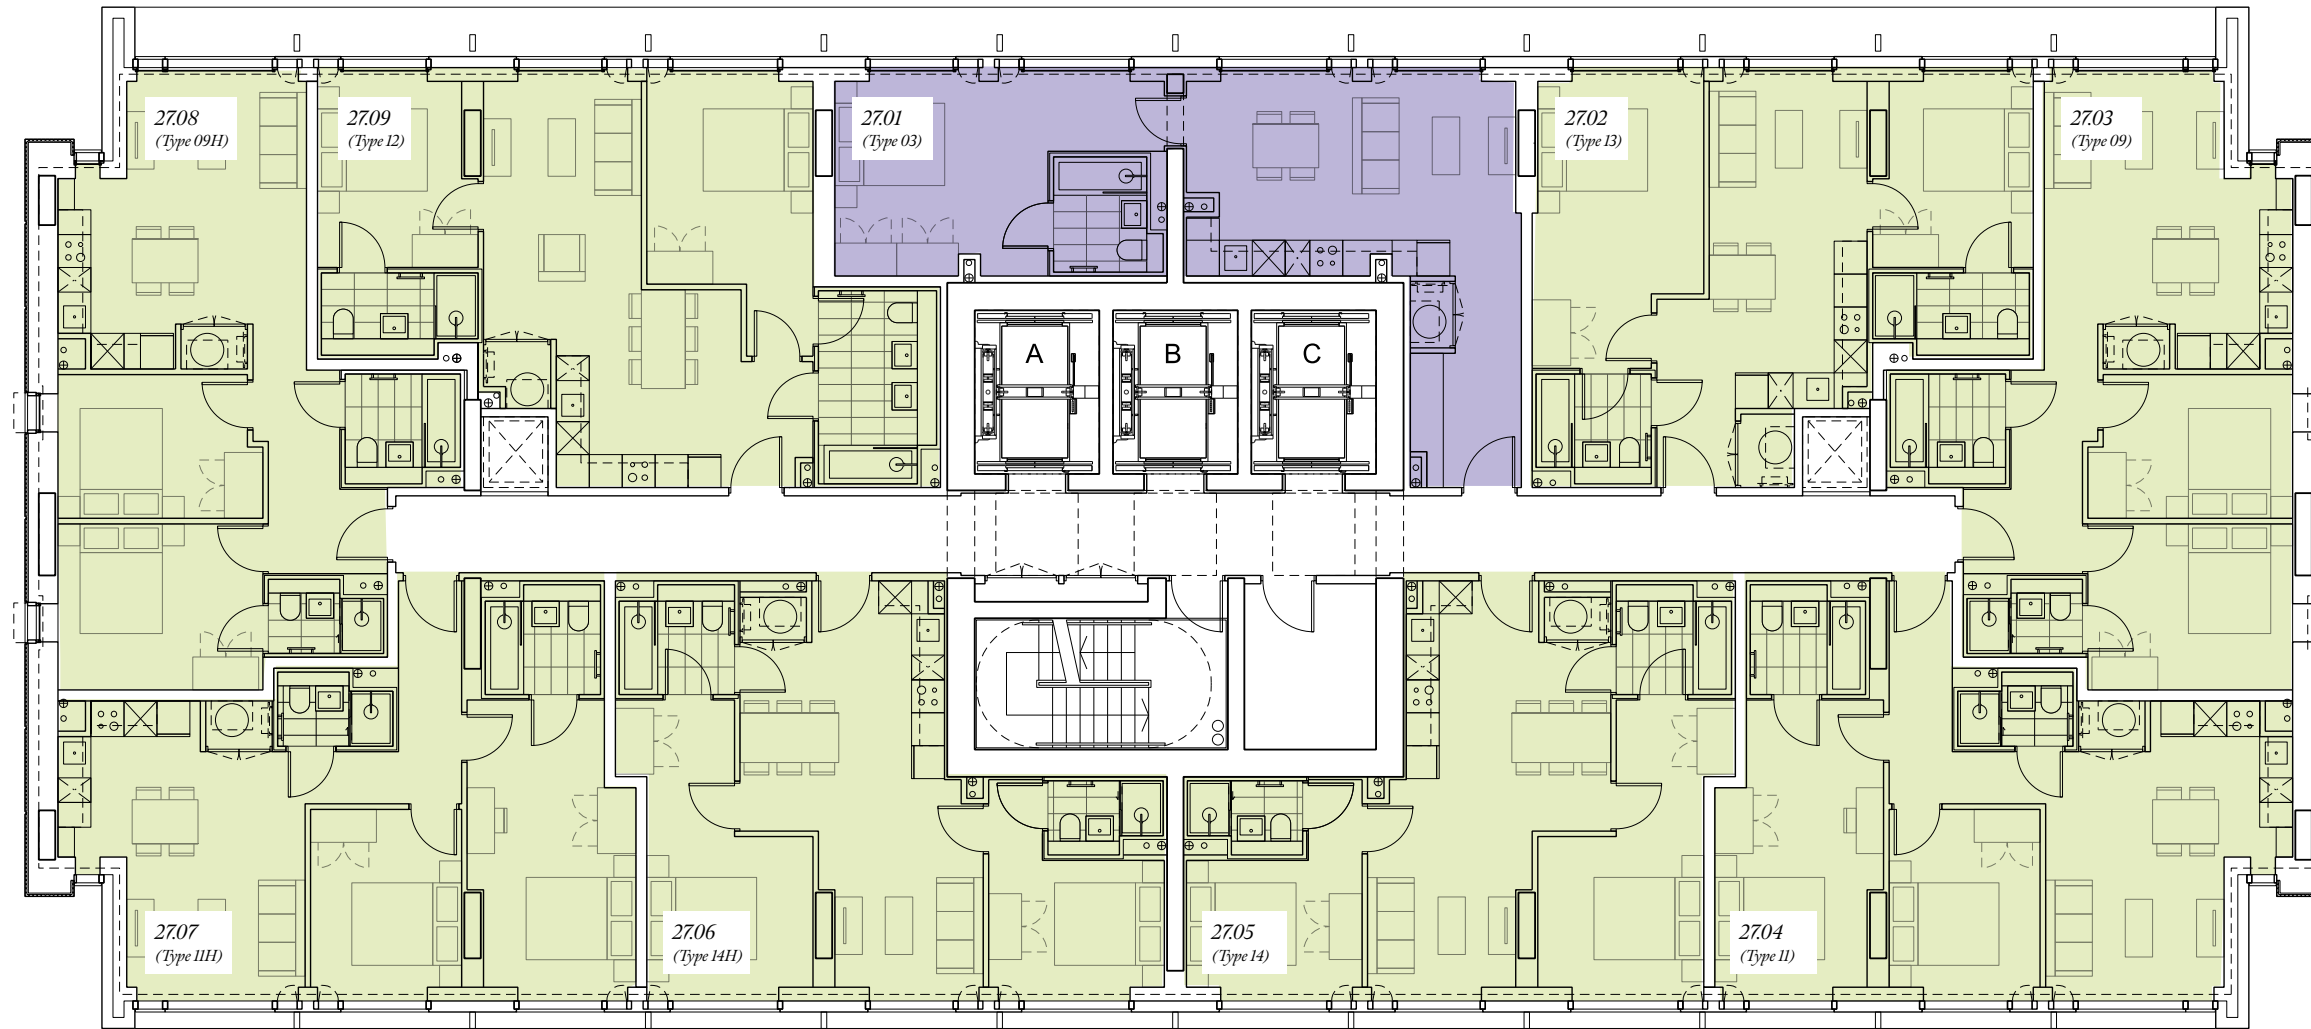 27.08
(Type 09H)
27.09
(Type 12)
27.01
(Type 03)
27.02
(Type 13)
27.03
(Type 09)
A
B
C
27.07
(Type 11H)
27.06
(Type 14H)
27.05
(Type 14)
27.04
(Type 11)